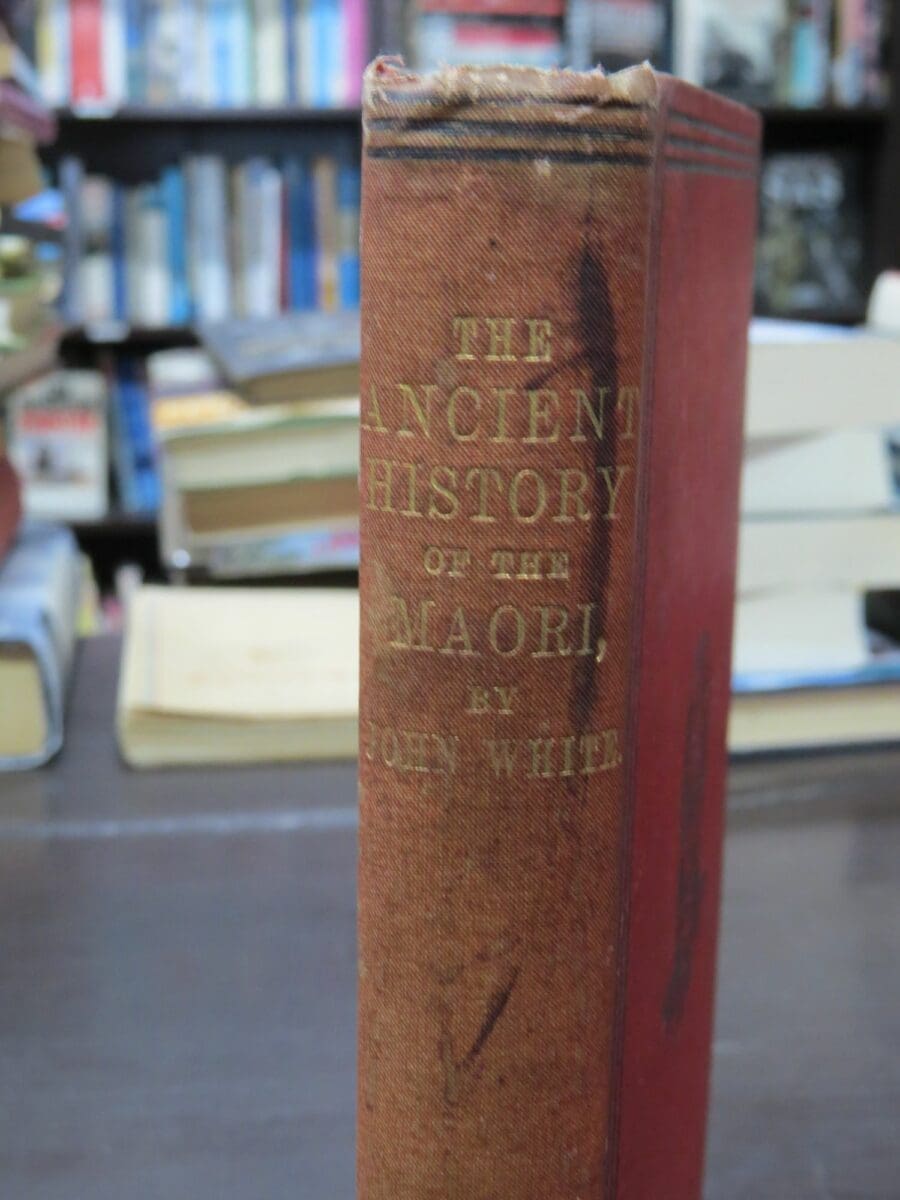 THE
ANCIENT
HISTORY
OF THE
MAORI,
BY
JOHN WHITE